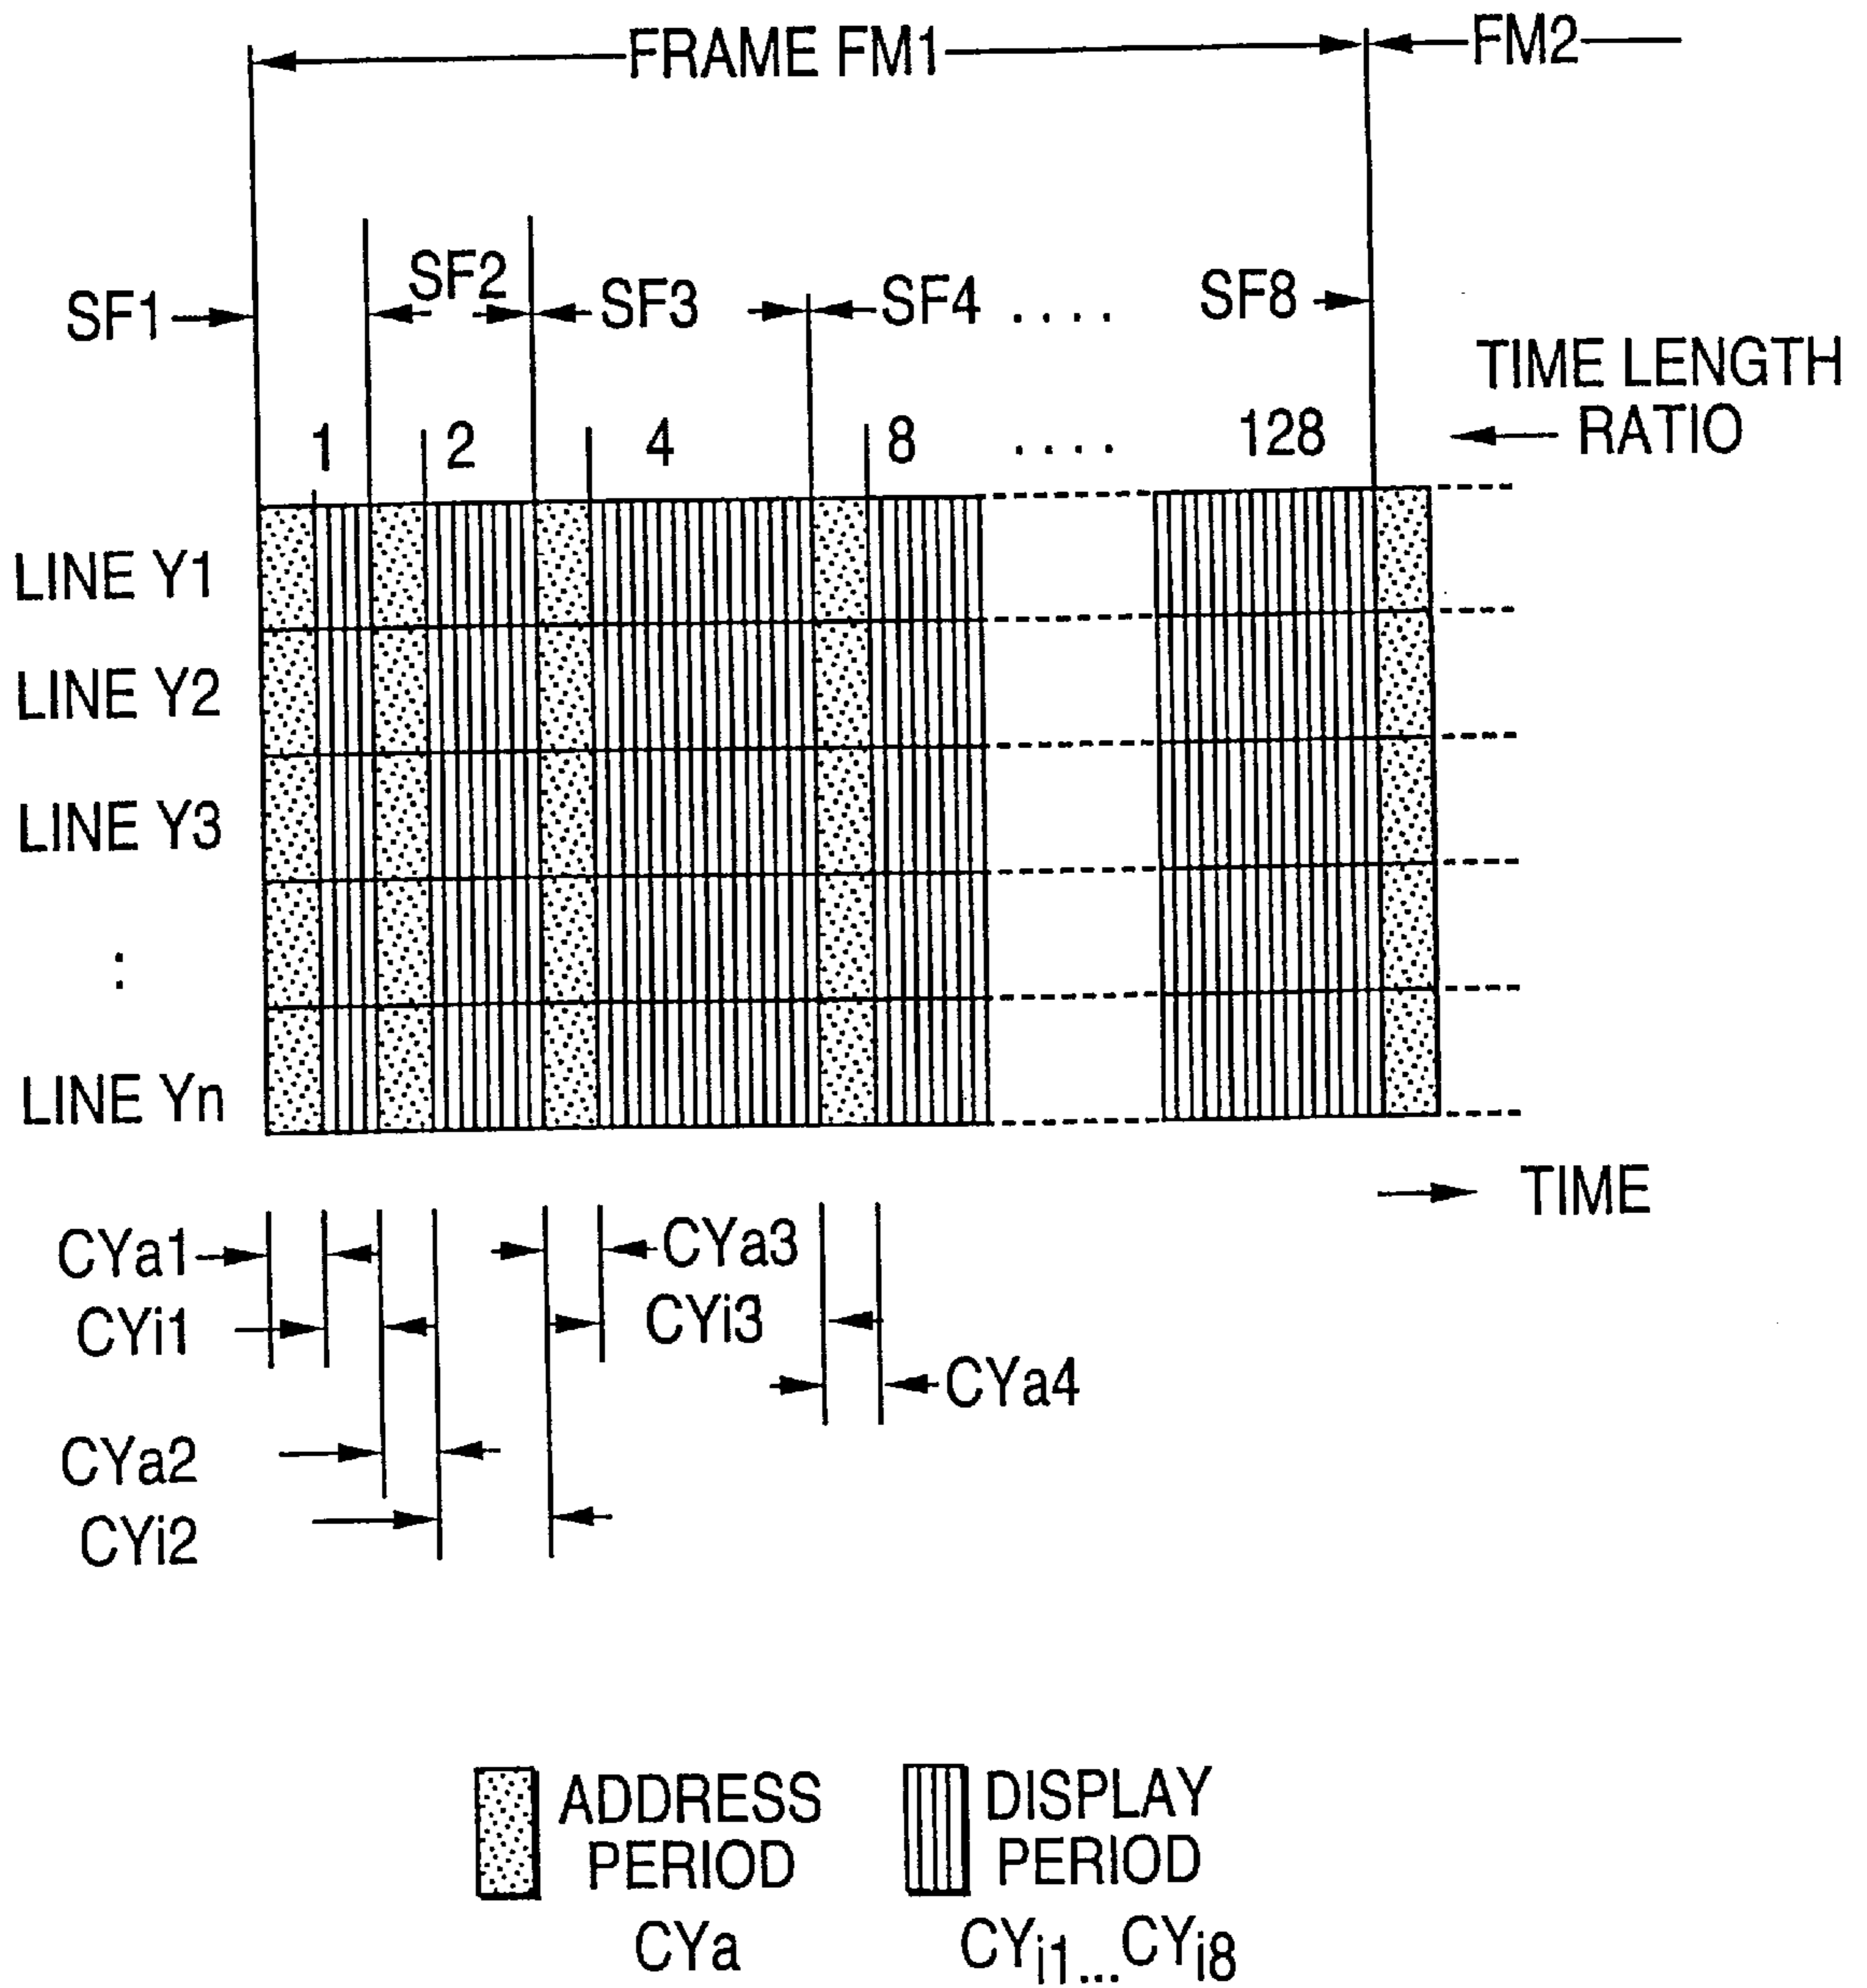 FRAME FM1 FM2
SF1 SF2 SF3 SF4 .... SF8
TIME LENGTH
RATIO
1 2 4 8 .... 128
LINE Y1
LINE Y2
LINE Y3
:
LINE Yn
TIME
CYa1 CYa3
CYi1 CYi3
CYa4
CYa2
CYi2
ADDRESS
PERIOD
CYa
DISPLAY
PERIOD
CYi1...CYi8